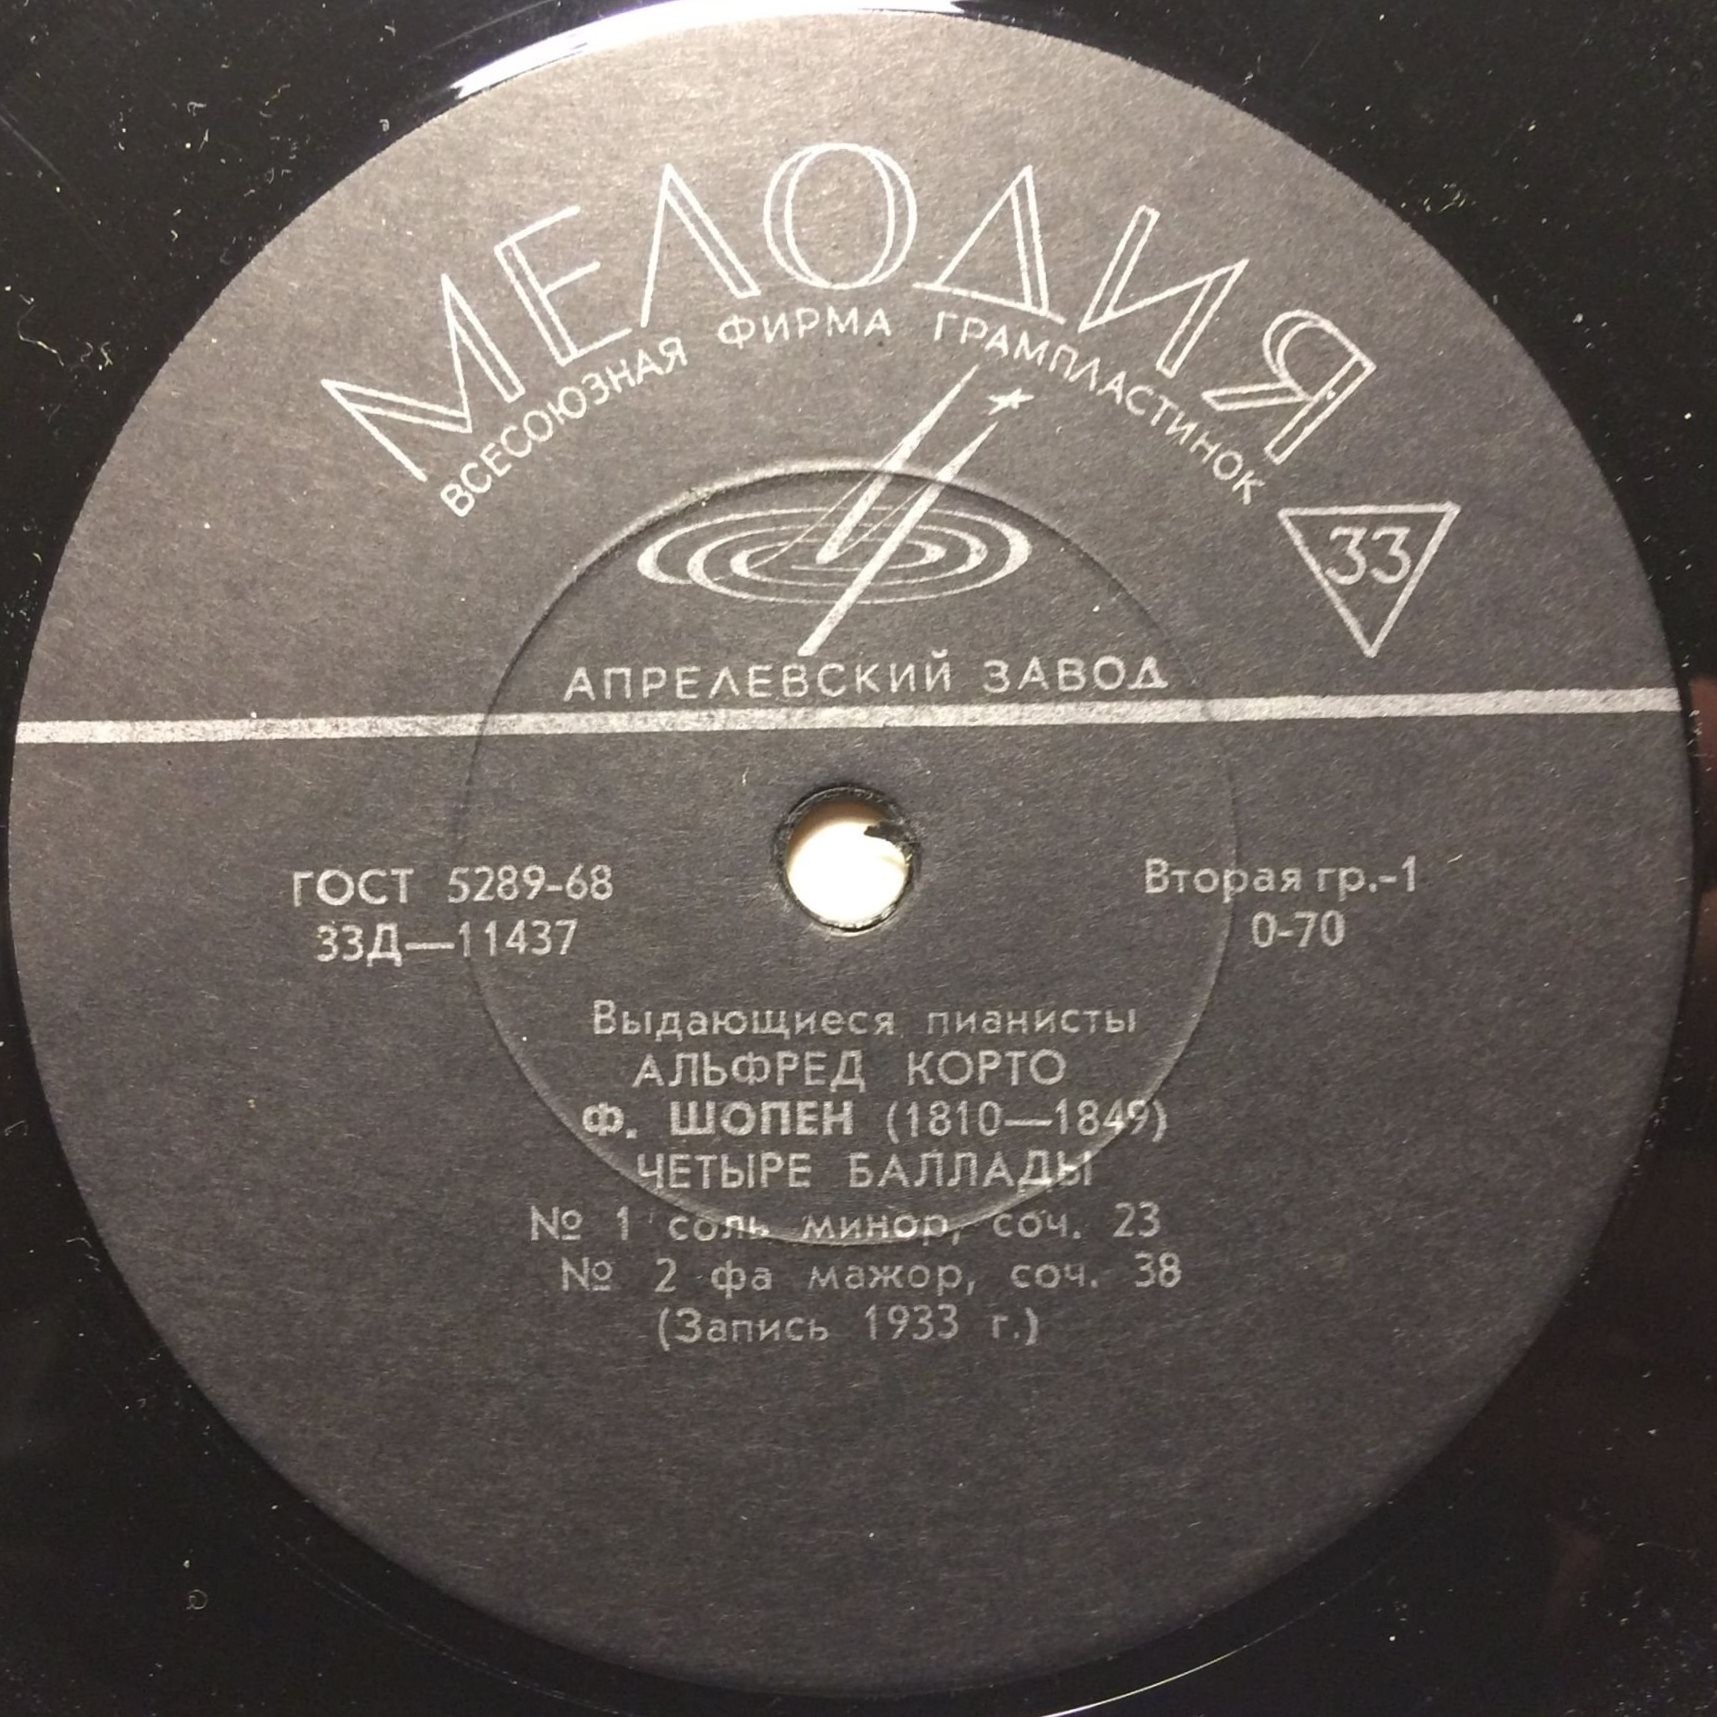 МЕЛОДИЯ
ВСЕСОЮЗНАЯ ФИРМА ГРАМПЛАСТИНОК
33
АПРЕЛЕВСКИЙ ЗАВОД
ГОСТ 5289-68
Вторая гр.-1
33Д—11437
0-70
Выдающиеся пианисты
АЛЬФРЕД КОРТО
Ф. ШОПЕН (1810—1849)
ЧЕТЫРЕ БАЛЛАДЫ
№ 1 соль минор, соч. 23
№ 2 фа мажор, соч. 38
(Запись 1933 г.)